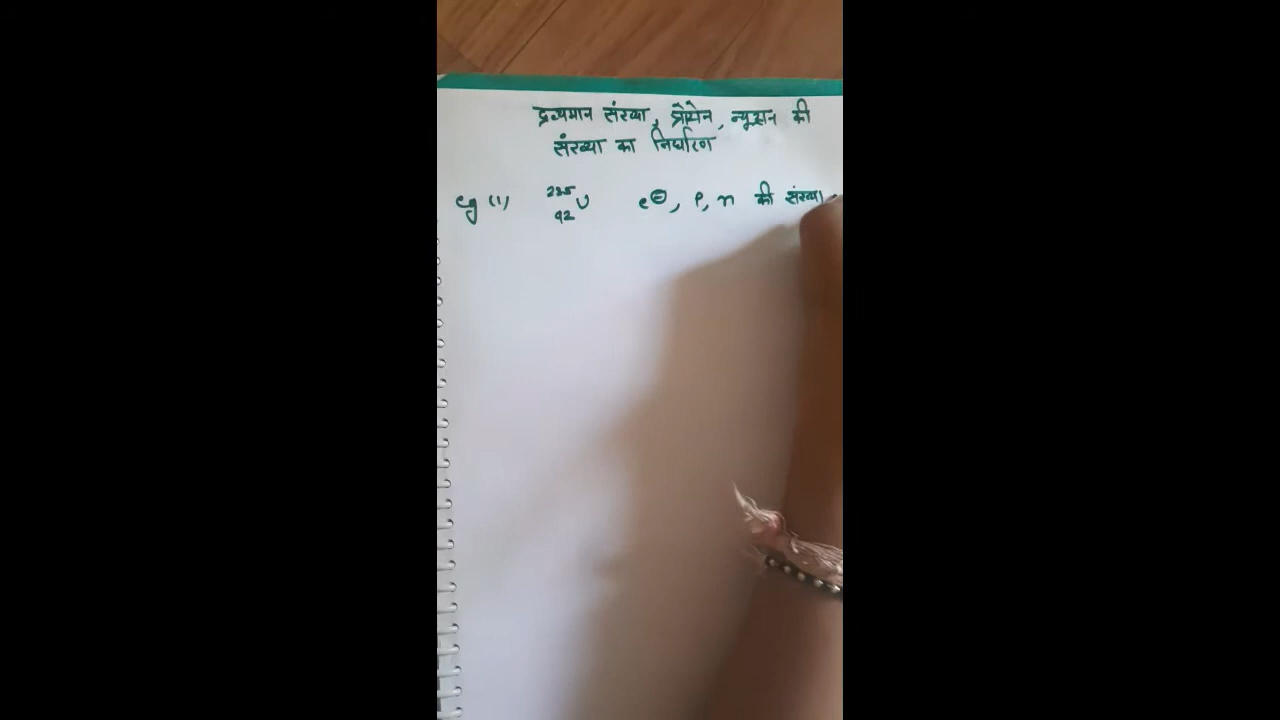 द्रव्यमान संख्या, प्रोटोन, न्यूट्रान की
संख्या का निर्धारण
eg (1) ²³⁵₉₂U e⊖, P, n की संख्या